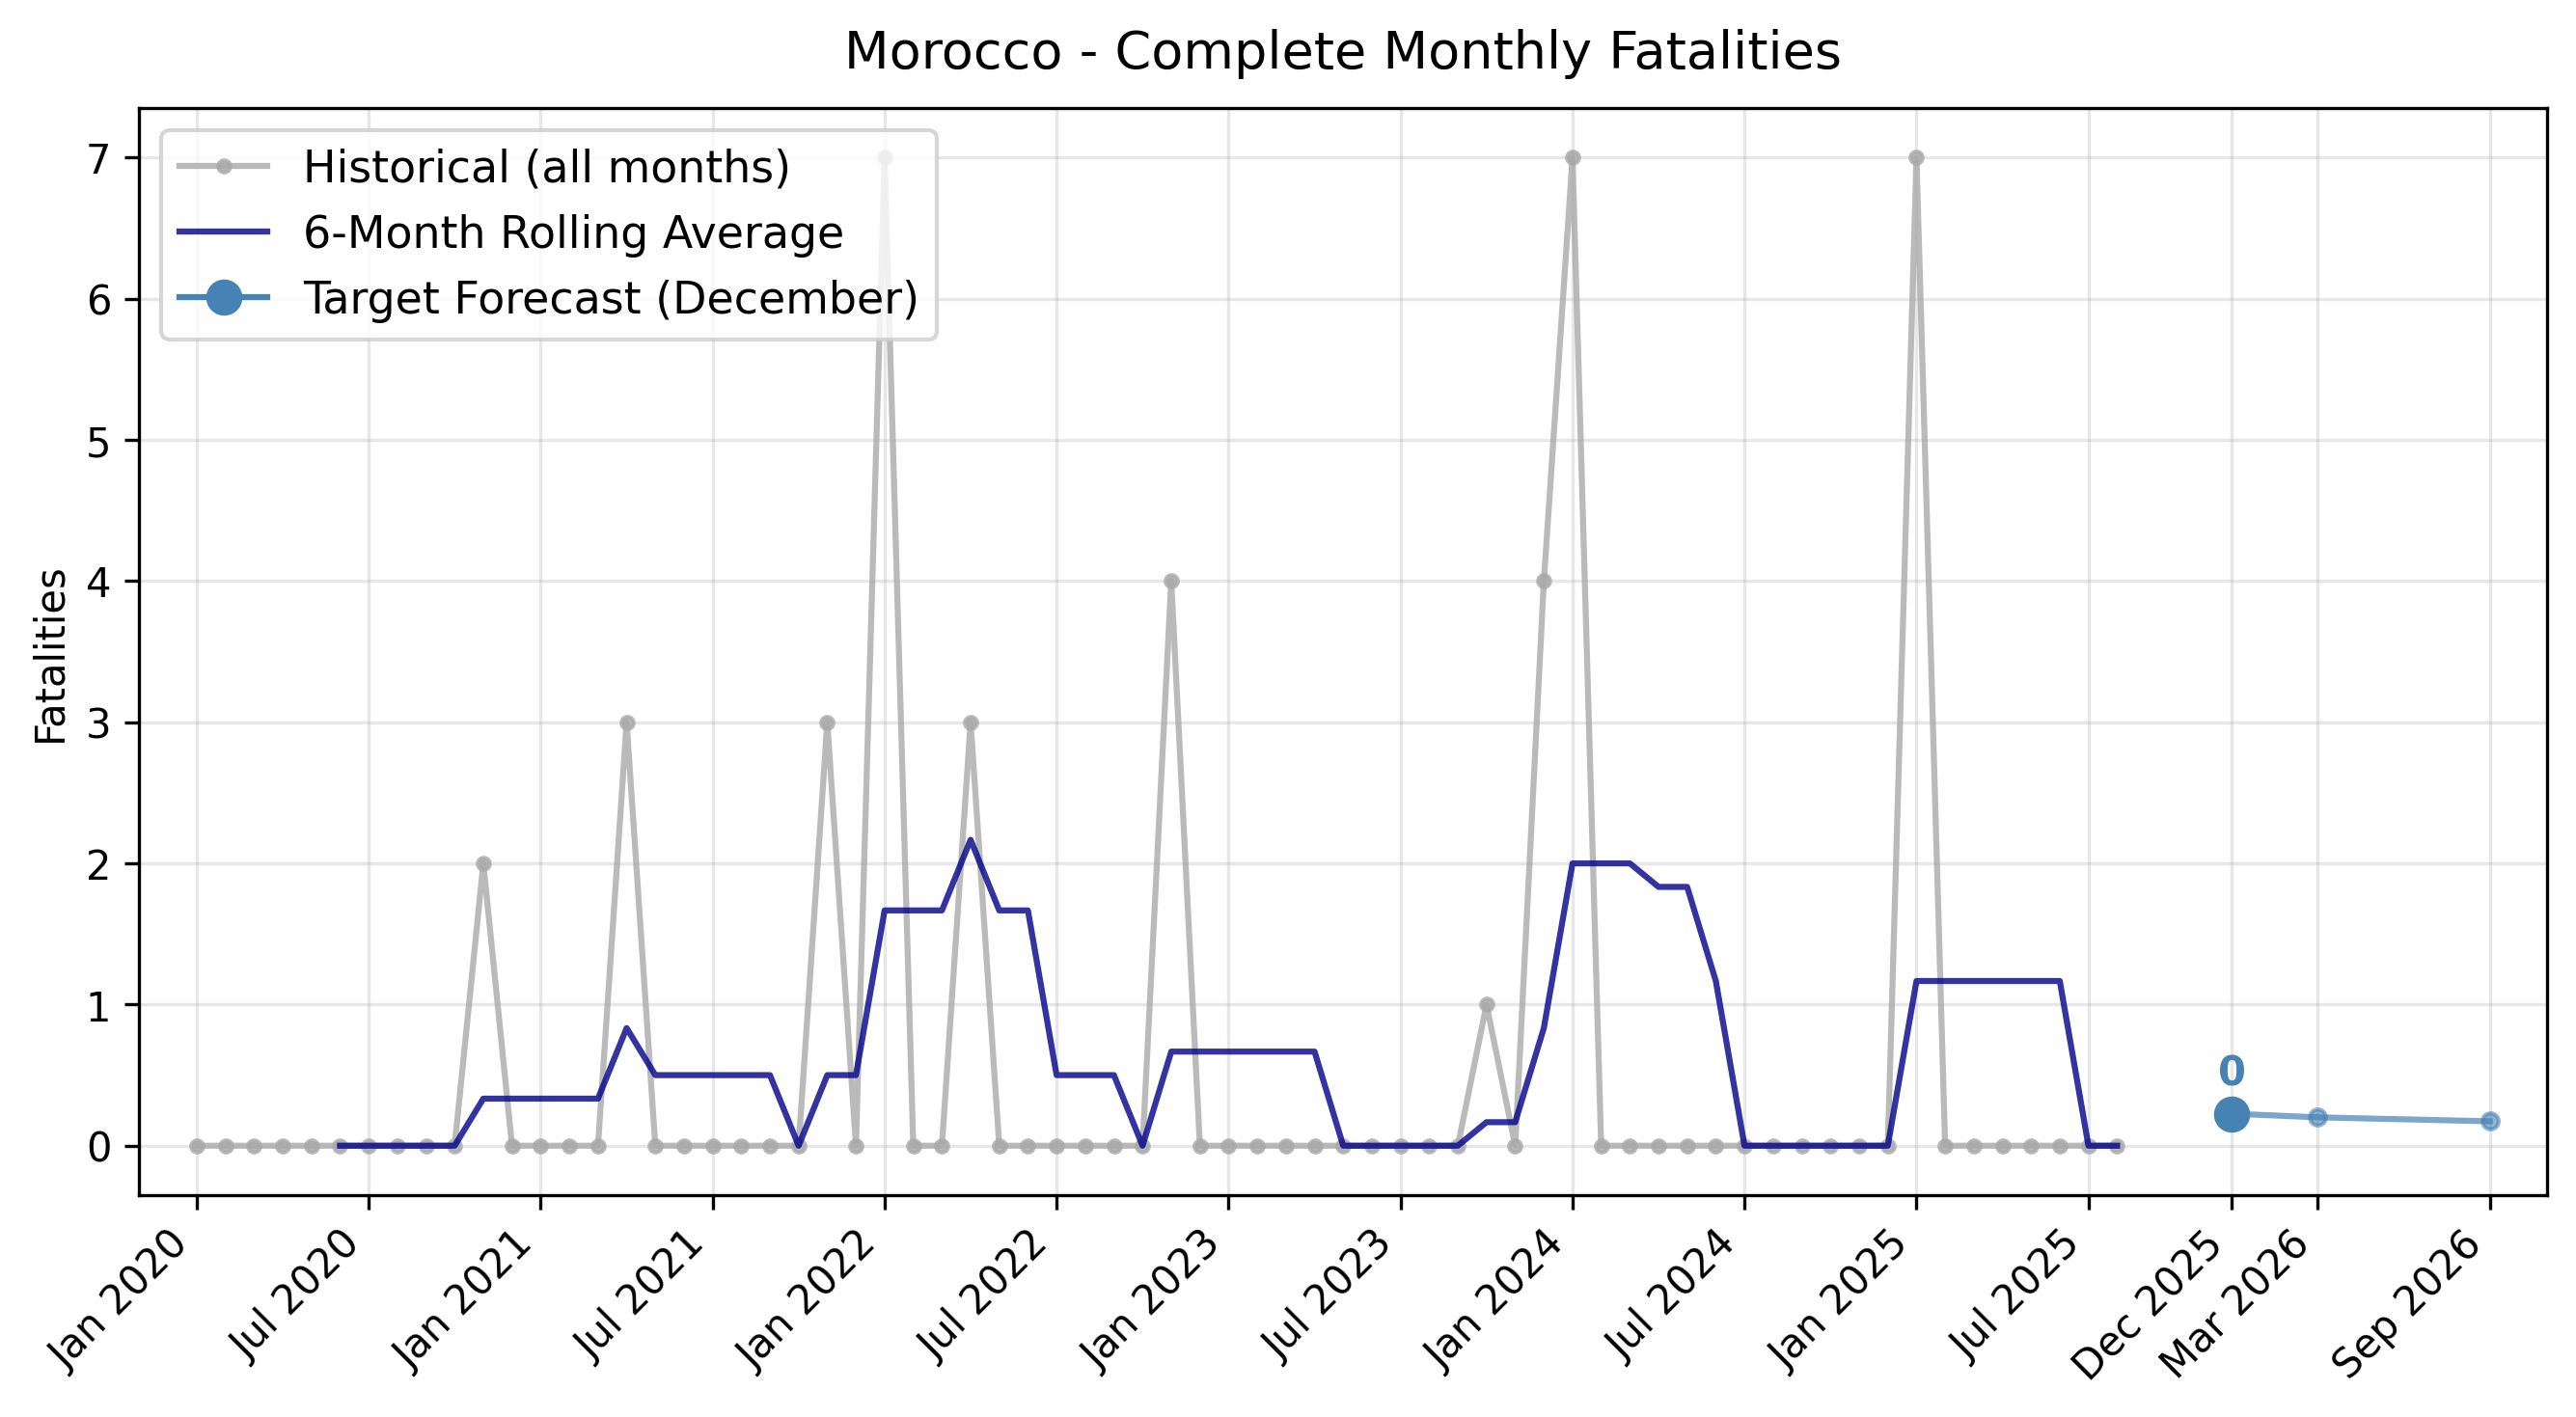 Morocco - Complete Monthly Fatalities
Historical (all months)
6-Month Rolling Average
Target Forecast (December)
Fatalities
7
6
5
4
3
2
1
0
0
Jan 2020
Jul 2020
Jan 2021
Jul 2021
Jan 2022
Jul 2022
Jan 2023
Jul 2023
Jan 2024
Jul 2024
Jan 2025
Jul 2025
Dec 2025
Mar 2026
Sep 2026